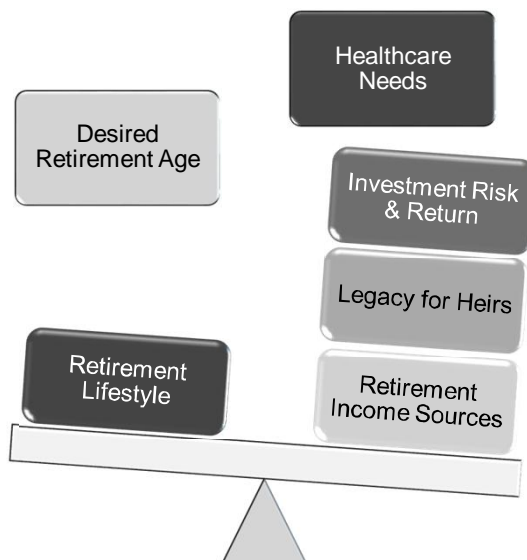 Healthcare
Needs
Desired
Retirement Age
Investment Risk
& Return
Legacy for Heirs
Retirement
Lifestyle
Retirement
Income Sources